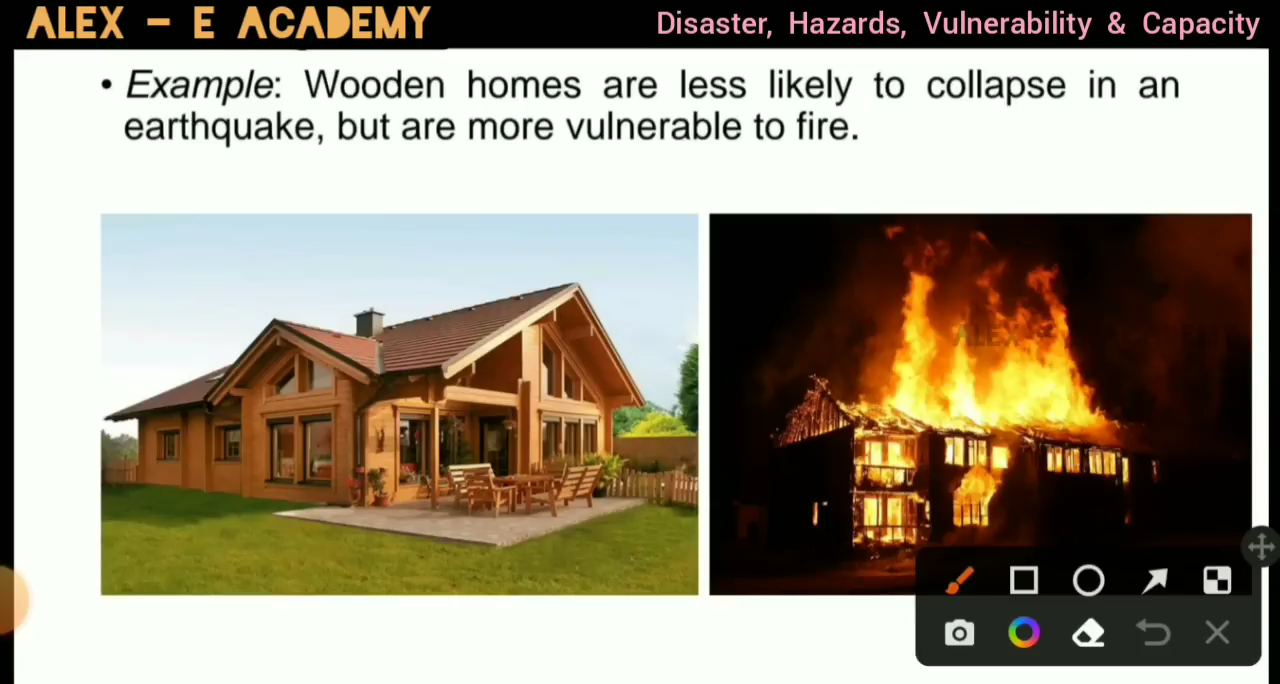 ALEX – E ACADEMY
Disaster, Hazards, Vulnerability & Capacity
• Example: Wooden homes are less likely to collapse in an
earthquake, but are more vulnerable to fire.
ALEX